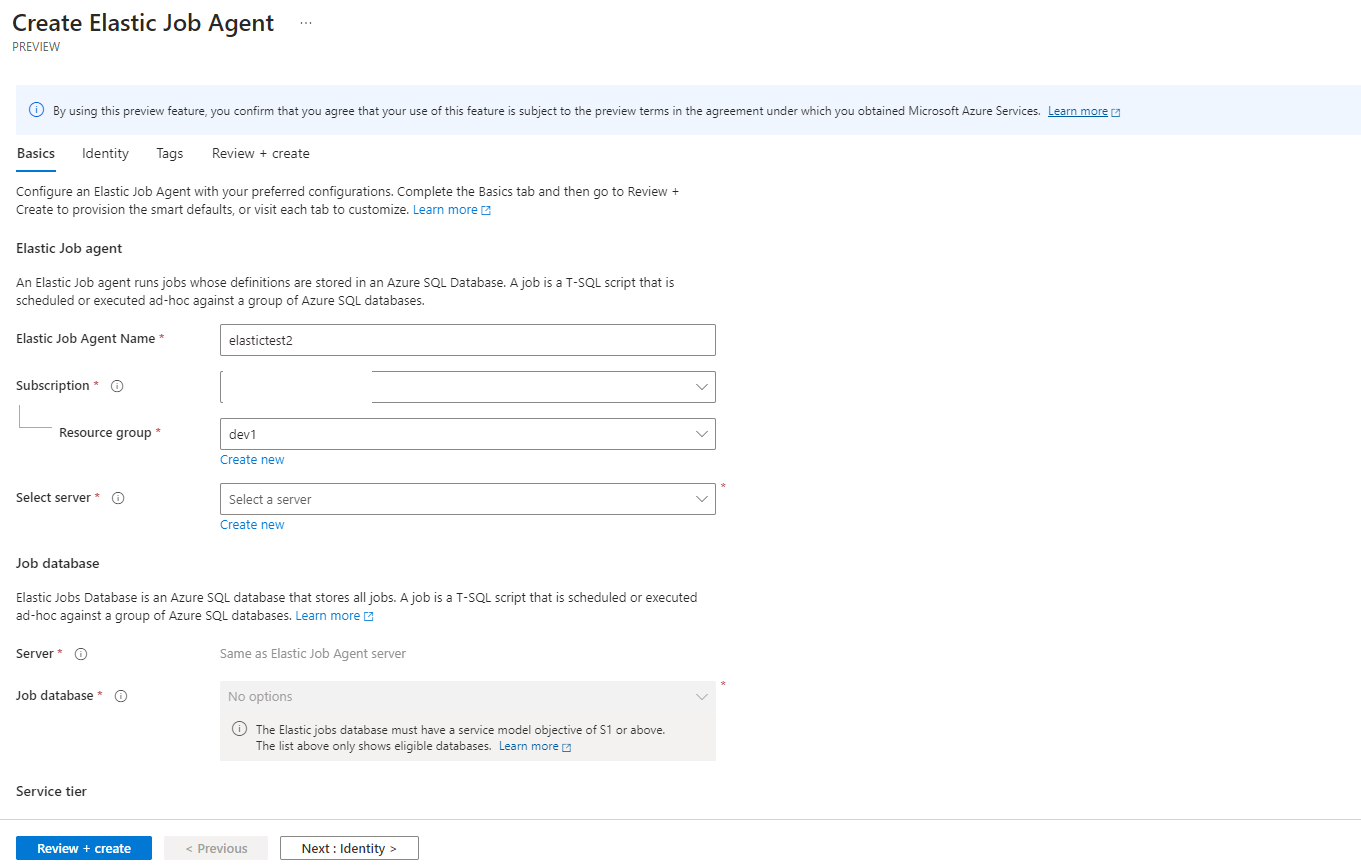 Create Elastic Job Agent ...
PREVIEW
By using this preview feature, you confirm that you agree that your use of this feature is subject to the preview terms in the agreement under which you obtained Microsoft Azure Services. Learn more
Basics Identity Tags Review + create
Configure an Elastic Job Agent with your preferred configurations. Complete the Basics tab and then go to Review +
Create to provision the smart defaults, or visit each tab to customize. Learn more
Elastic Job agent
An Elastic Job agent runs jobs whose definitions are stored in an Azure SQL Database. A job is a T-SQL script that is
scheduled or executed ad-hoc against a group of Azure SQL databases.
Elastic Job Agent Name * elastictest2
Subscription *
Resource group * dev1
Create new
Select server * Select a server *
Create new
Job database
Elastic Jobs Database is an Azure SQL database that stores all jobs. A job is a T-SQL script that is scheduled or executed
ad-hoc against a group of Azure SQL databases. Learn more
Server * Same as Elastic Job Agent server
Job database * No options *
The Elastic jobs database must have a service model objective of S1 or above.
The list above only shows eligible databases. Learn more
Service tier
Review + create < Previous Next : Identity >